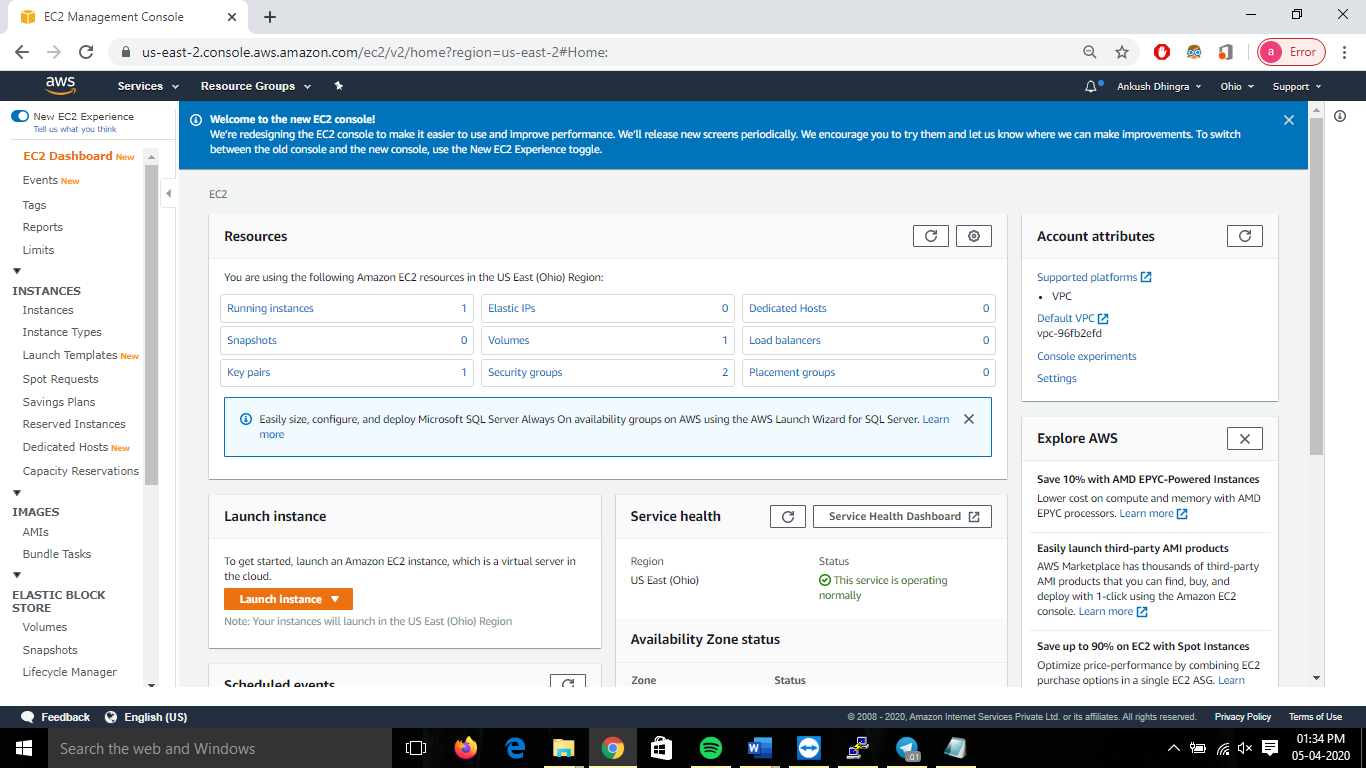 EC2 Management Console
us-east-2.console.aws.amazon.com/ec2/v2/home?region=us-east-2#Home:
a Error
aws Services Resource Groups Ankush Dhingra Ohio Support
New EC2 Experience
Tell us what you think
EC2 Dashboard New
Events New
Tags
Reports
Limits
INSTANCES
Instances
Instance Types
Launch Templates New
Spot Requests
Savings Plans
Reserved Instances
Dedicated Hosts New
Capacity Reservations
IMAGES
AMIs
Bundle Tasks
ELASTIC BLOCK
STORE
Volumes
Snapshots
Lifecycle Manager
Welcome to the new EC2 console!
We're redesigning the EC2 console to make it easier to use and improve performance. We'll release new screens periodically. We encourage you to try them and let us know where we can make improvements. To switch
between the old console and the new console, use the New EC2 Experience toggle.
EC2
Resources
You are using the following Amazon EC2 resources in the US East (Ohio) Region:
Running instances 1 Elastic IPs 0 Dedicated Hosts 0
Snapshots 0 Volumes 1 Load balancers 0
Key pairs 1 Security groups 2 Placement groups 0
Easily size, configure, and deploy Microsoft SQL Server Always On availability groups on AWS using the AWS Launch Wizard for SQL Server. Learn
more
Launch instance
To get started, launch an Amazon EC2 instance, which is a virtual server in
the cloud.
Launch instance
Note: Your instances will launch in the US East (Ohio) Region
Scheduled events
Service health
Service Health Dashboard
Region Status
US East (Ohio) This service is operating
normally
Availability Zone status
Zone Status
Account attributes
Supported platforms
• VPC
Default VPC
vpc-96fb2efd
Console experiments
Settings
Explore AWS
Save 10% with AMD EPYC-Powered Instances
Lower cost on compute and memory with AMD
EPYC processors. Learn more
Easily launch third-party AMI products
AWS Marketplace has thousands of third-party
AMI products that you can find, buy, and
deploy with 1-click using the Amazon EC2
console. Learn more
Save up to 90% on EC2 with Spot Instances
Optimize price-performance by combining EC2
purchase options in a single EC2 ASG. Learn
Feedback English (US) © 2008 - 2020, Amazon Internet Services Private Ltd. or its affiliates. All rights reserved. Privacy Policy Terms of Use
Search the web and Windows
01:34 PM
05-04-2020